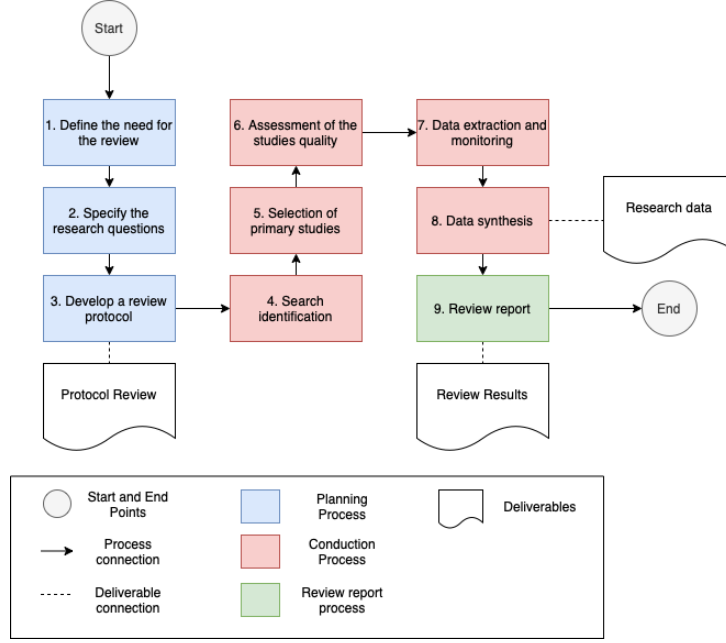 Start
1. Define the need for
the review
2. Specify the
research questions
3. Develop a review
protocol
Protocol Review
6. Assessment of the
studies quality
5. Selection of
primary studies
4. Search
identification
7. Data extraction and
monitoring
8. Data synthesis
Research data
9. Review report
End
Review Results
Start and End
Points
Process
connection
Deliverable
connection
Planning
Process
Conduction
Process
Review report
process
Deliverables